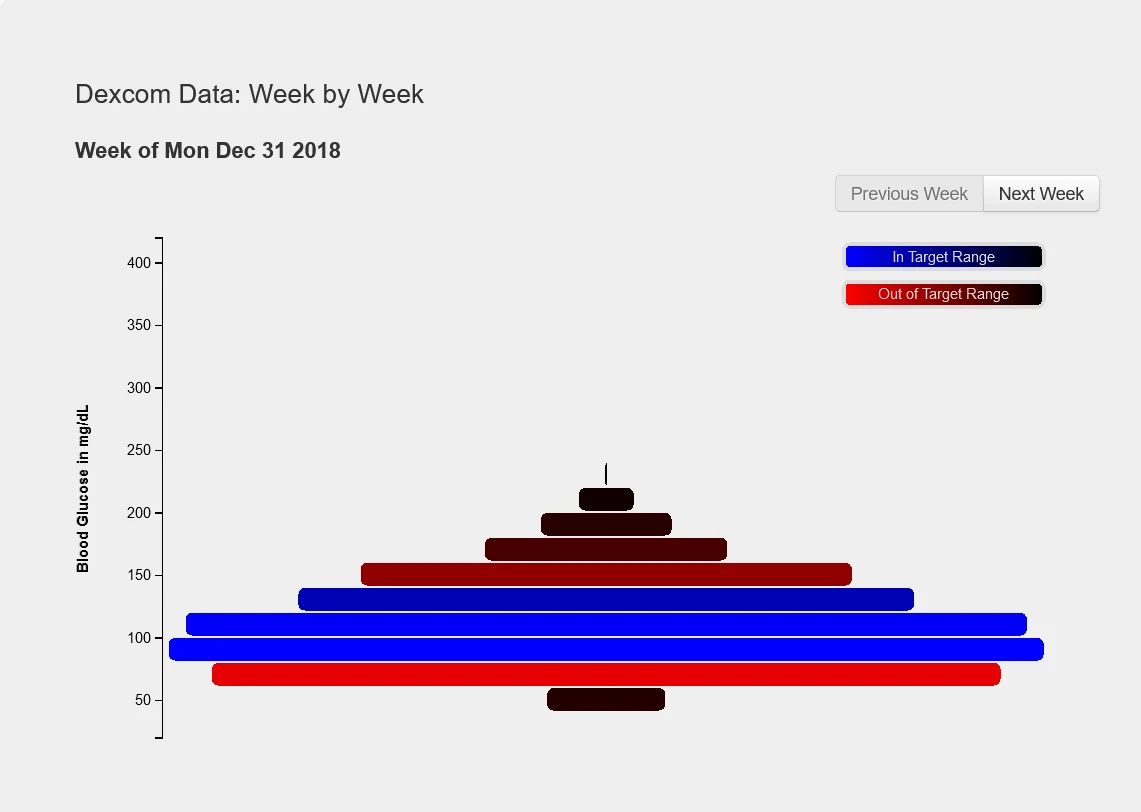 Dexcom Data: Week by Week
Week of Mon Dec 31 2018
Previous Week
Next Week
In Target Range
Out of Target Range
400
350
300
250
200
150
100
50
Blood Glucose in mg/dL